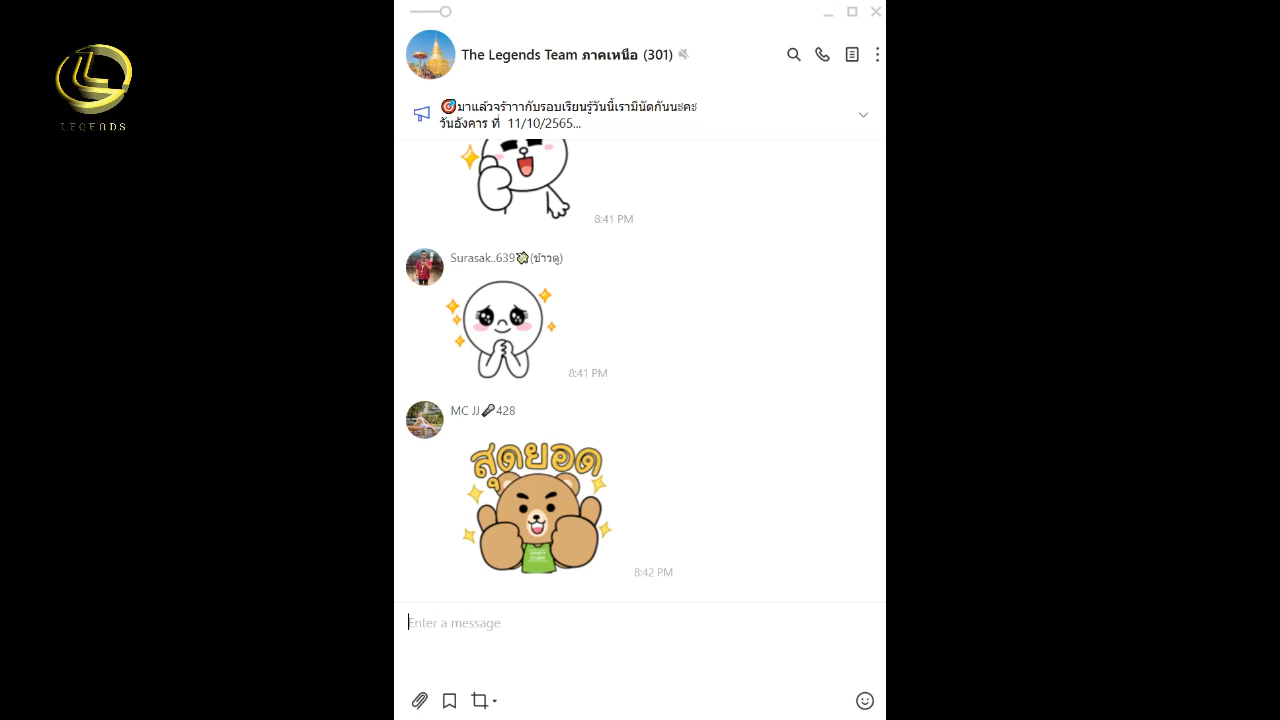 LEGENDS
The Legends Team ภาคเหนือ (301)
🎯มาแล้วจร้าาากับรอบเรียนรู้วันนี้เรามีนัดกันนะคะ
วันอังคาร ที่ 11/10/2565...
8:41 PM
Surasak..639 (ข้าวตู)
8:41 PM
MC JJ🎤428
สุดยอด
8:42 PM
Enter a message